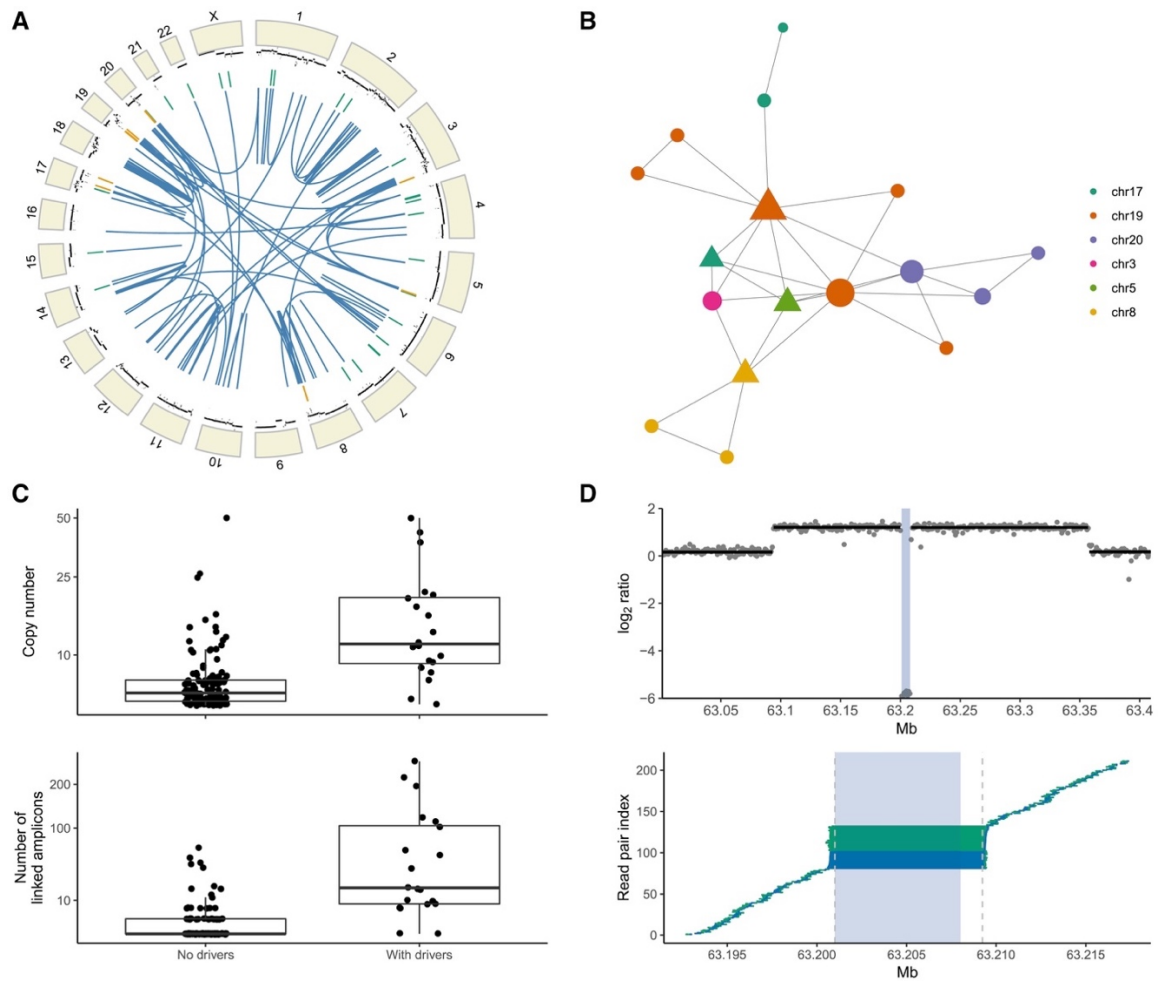 A
X
1
2
3
4
5
6
7
8
9
10
11
12
13
14
15
16
17
18
19
20
21
22
B
chr17
chr19
chr20
chr3
chr5
chr8
C
Copy number
50
25
10
Number of
linked amplicons
200
100
10
No drivers
With drivers
D
log2 ratio
2
0
−2
−4
−6
63.05
63.1
63.15
63.2
63.25
63.3
63.35
63.4
Mb
Read pair index
200
150
100
50
0
63.195
63.200
63.205
63.210
63.215
Mb